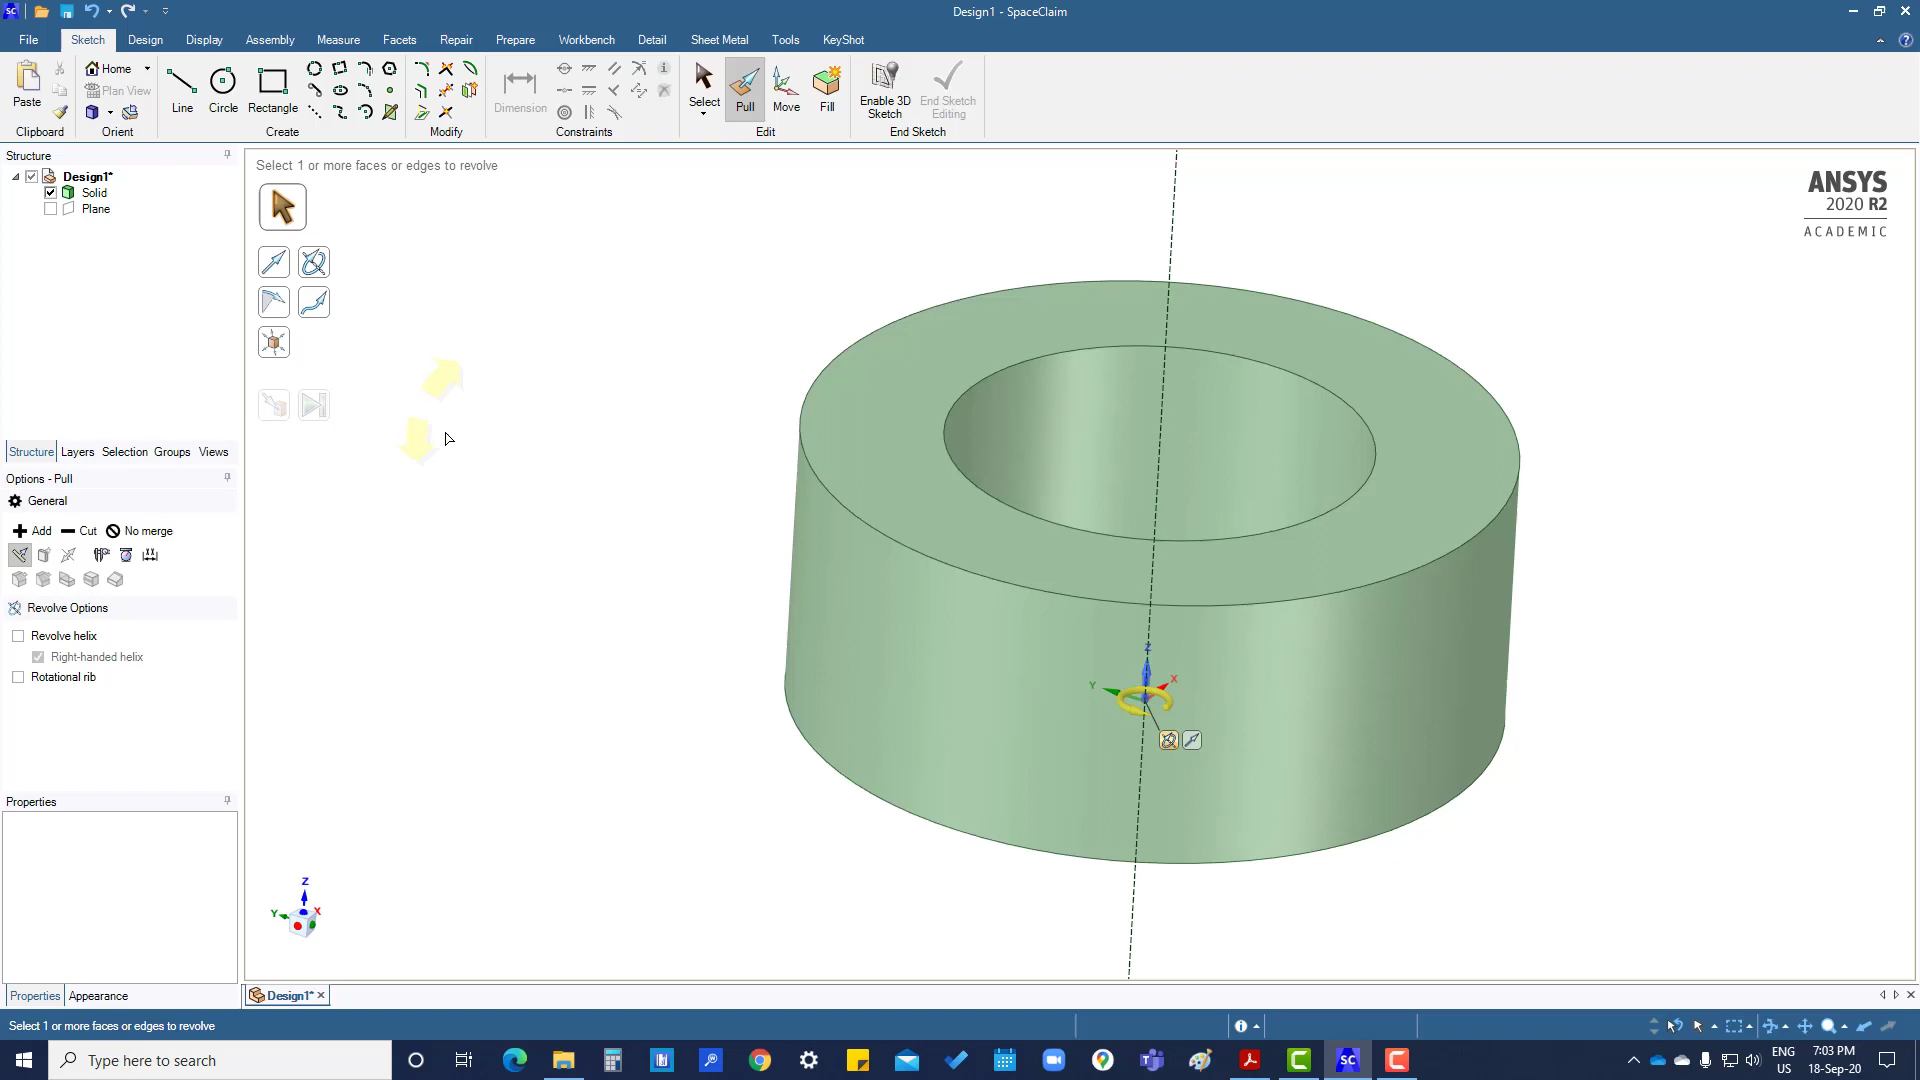 Design1 - SpaceClaim
File Sketch Design Display Assembly Measure Facets Repair Prepare Workbench Detail Sheet Metal Tools KeyShot
Paste
Home
Plan View
Line Circle Rectangle
Dimension
Select Pull Move Fill
Enable 3D Sketch
End Sketch Editing
Clipboard Orient Create Modify Constraints Edit End Sketch
Structure
Design1*
Solid
Plane
Select 1 or more faces or edges to revolve
ANSYS
2020 R2
ACADEMIC
Structure Layers Selection Groups Views
Options - Pull
General
Add Cut No merge
Revolve Options
Revolve helix
Right-handed helix
Rotational rib
Z
Y X
Properties
Z
Y X
Properties Appearance
Design1*
Select 1 or more faces or edges to revolve
Type here to search
SC
ENG
US
7:03 PM
18-Sep-20